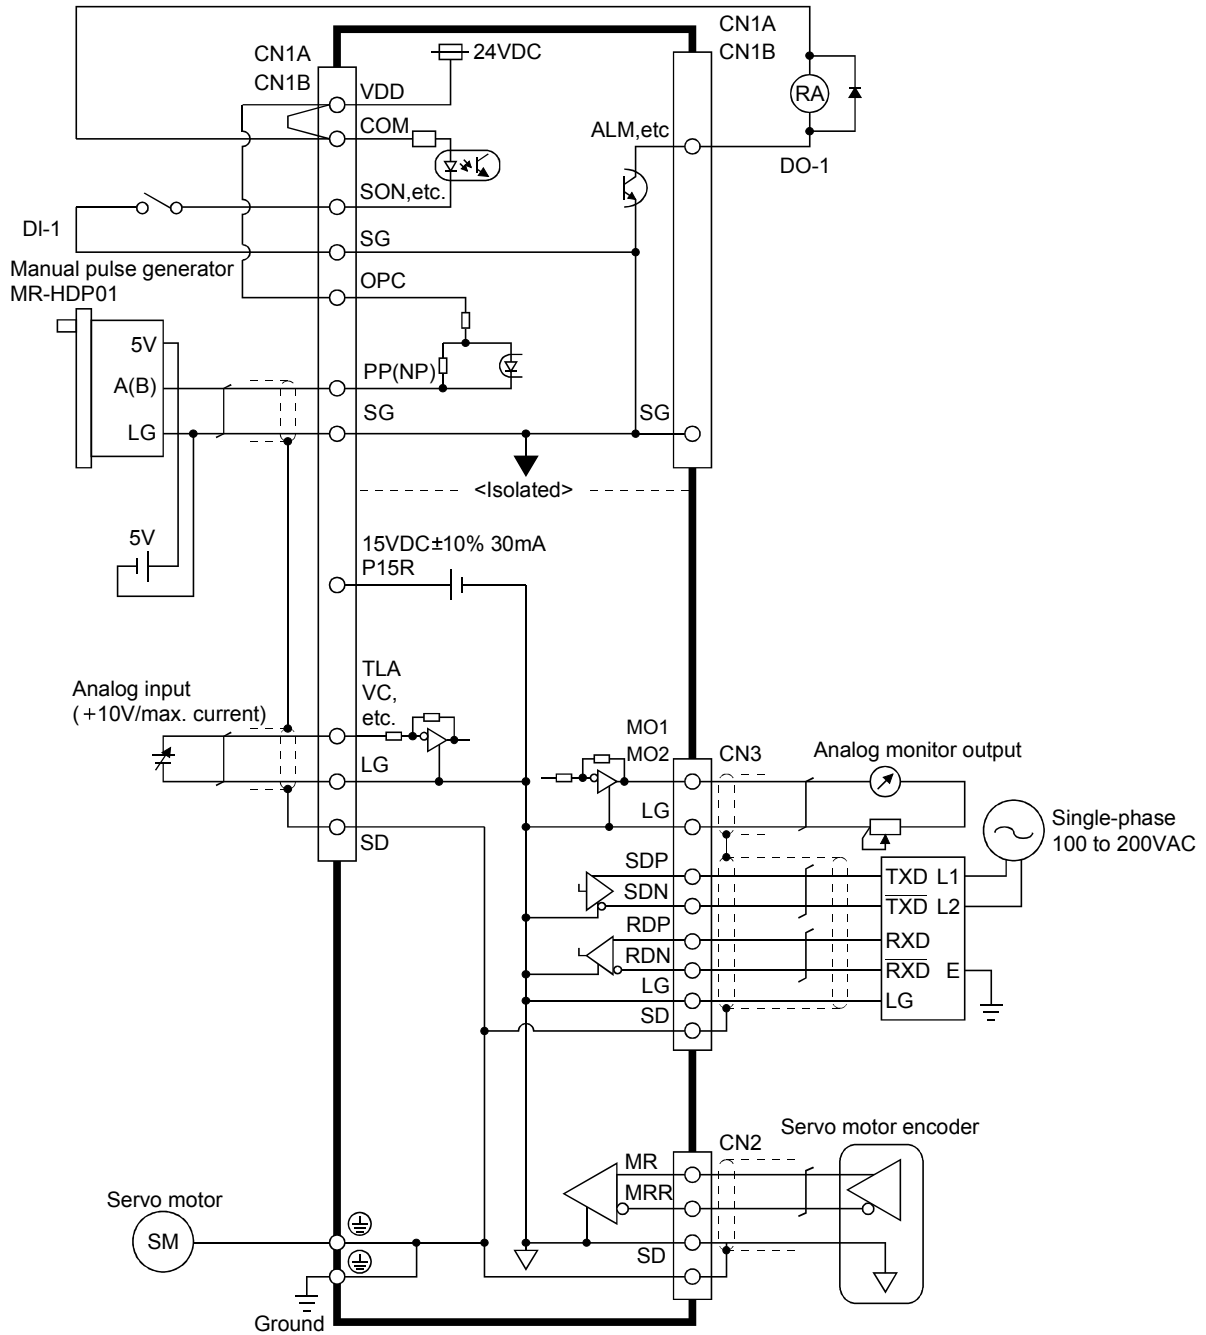 CN1A
CN1B
24VDC
CN1A
CN1B
VDD
RA
COM
ALM,etc
DO-1
SON,etc.
DI-1
SG
Manual pulse generator
MR-HDP01
OPC
5V
A(B)
PP(NP)
LG
SG
SG
<Isolated>
5V
15VDC±10% 30mA
P15R
TLA
VC,
etc.
Analog input
(+10V/max. current)
LG
SD
MO1
MO2
CN3
Analog monitor output
LG
Single-phase
100 to 200VAC
SDP
SDN
RDP
RDN
LG
SD
TXD L1
TXD L2
RXD
RXD E
LG
Servo motor encoder
CN2
MR
MRR
SD
Servo motor
SM
Ground